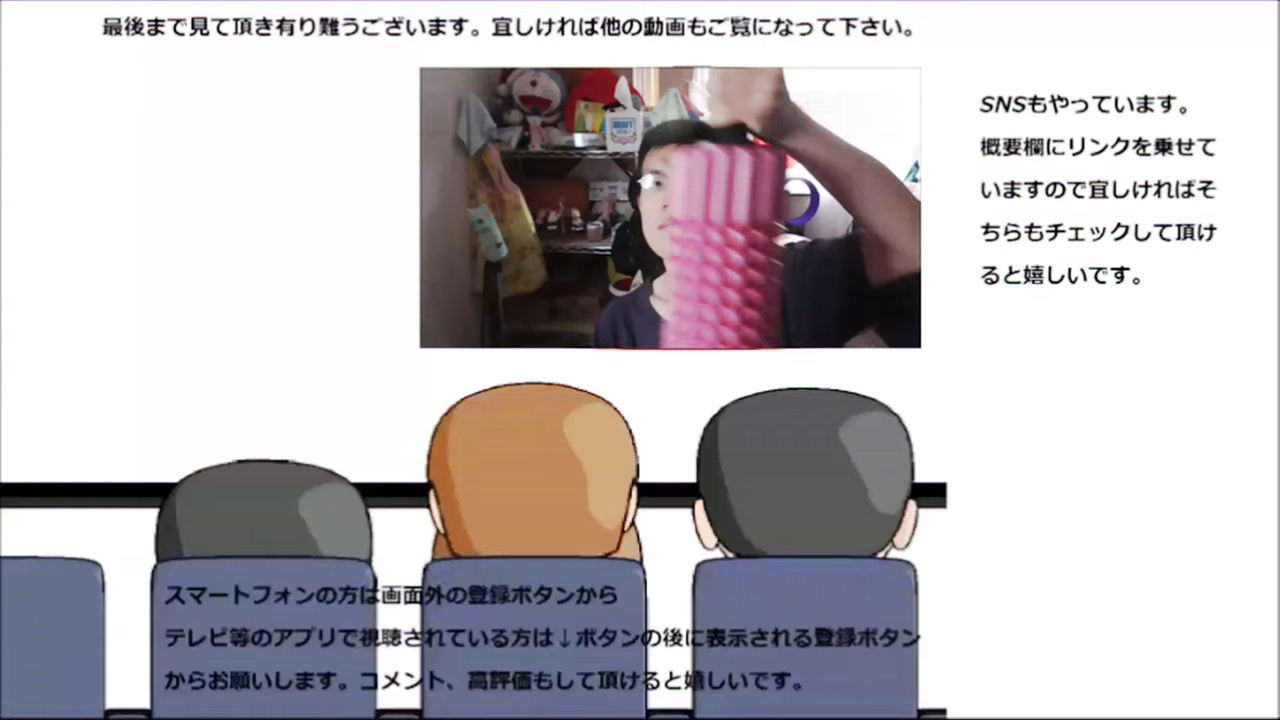 最後まで見て頂き有り難うございます。宜しければ他の動画もご覧になって下さい。
SNSもやっています。
概要欄にリンクを乗せて
いますので宜しければそ
ちらもチェックして頂け
ると嬉しいです。
スマートフォンの方は画面外の登録ボタンから
テレビ等のアプリで視聴されている方は↓ボタンの後に表示される登録ボタン
からお願いします。コメント、高評価もして頂けると嬉しいです。